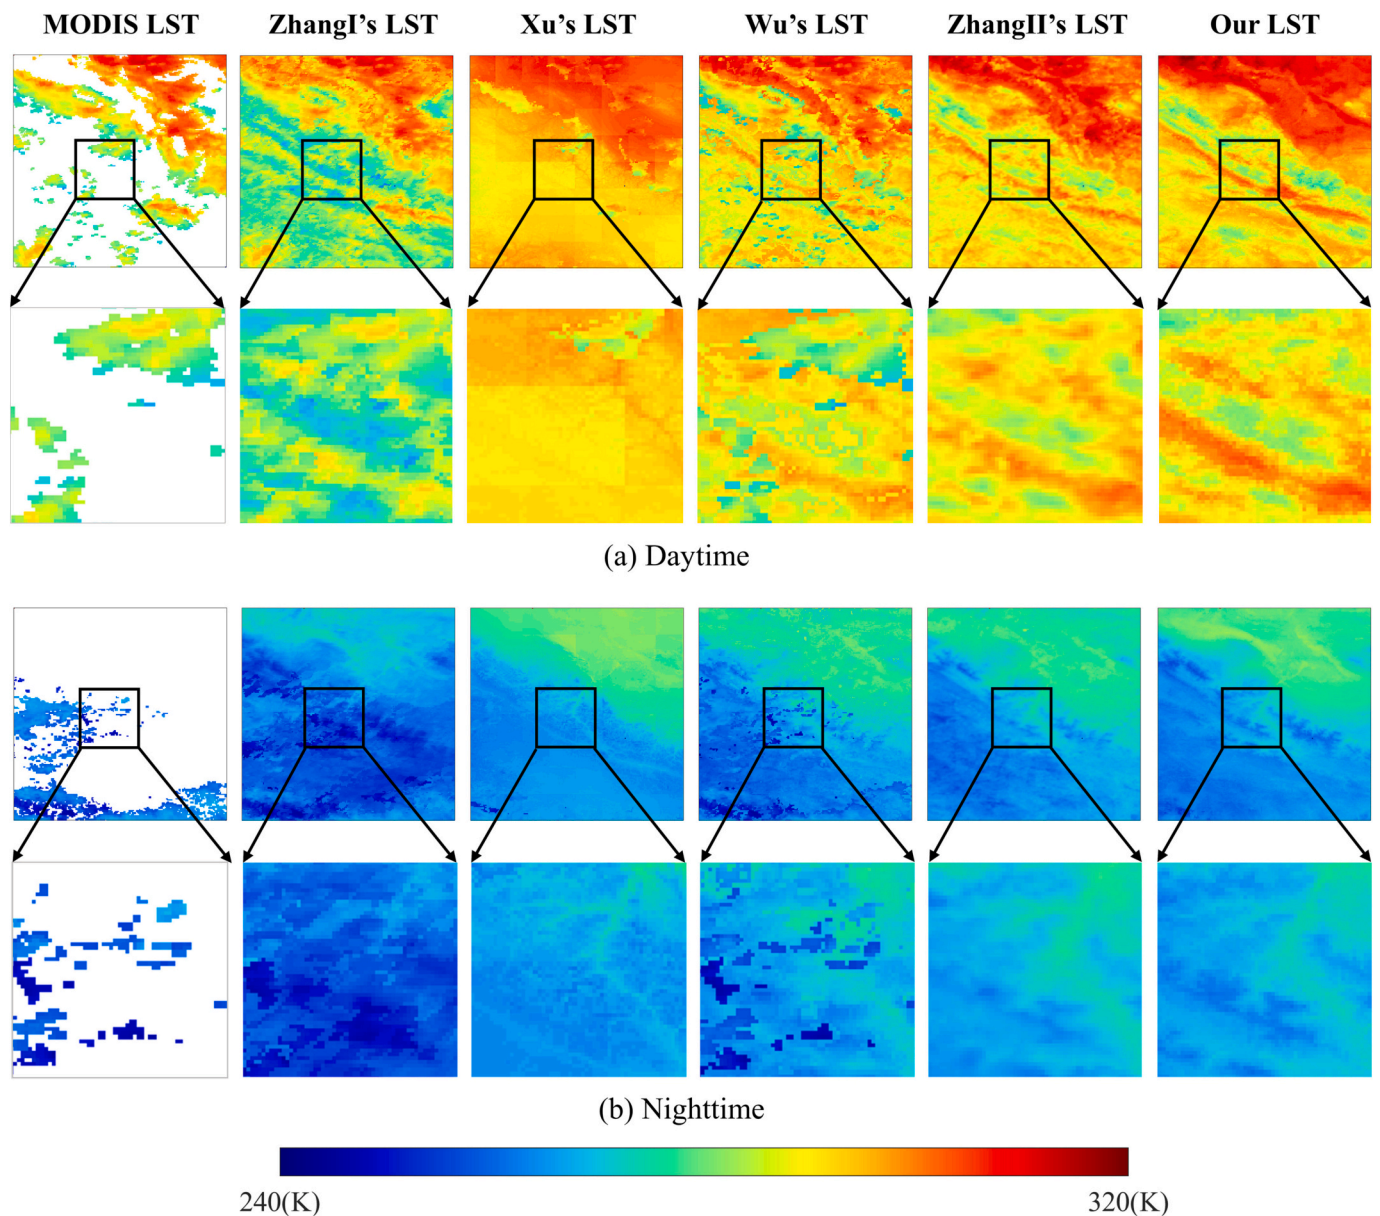 MODIS LST ZhangI's LST Xu's LST Wu's LST ZhangII's LST Our LST
(a) Daytime
(b) Nighttime
240(K) 320(K)